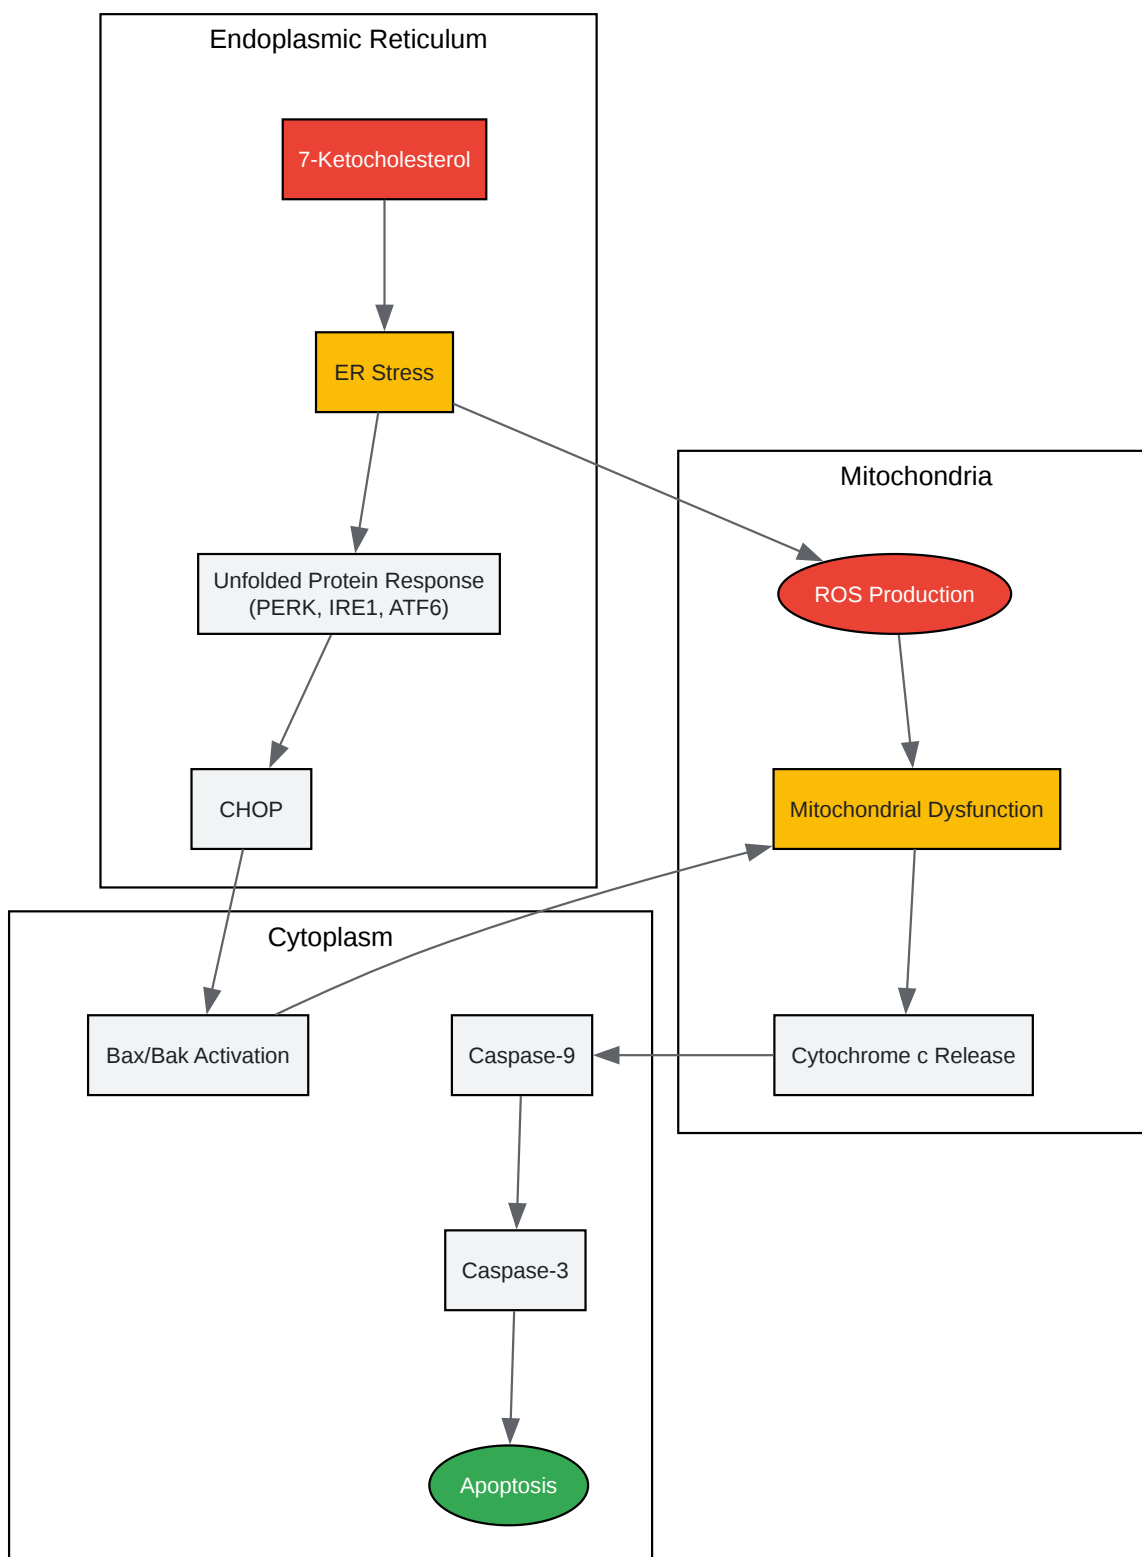 Endoplasmic Reticulum
7-Ketocholesterol
ER Stress
Unfolded Protein Response
(PERK, IRE1, ATF6)
CHOP
Mitochondria
ROS Production
Mitochondrial Dysfunction
Cytochrome c Release
Cytoplasm
Bax/Bak Activation
Caspase-9
Caspase-3
Apoptosis